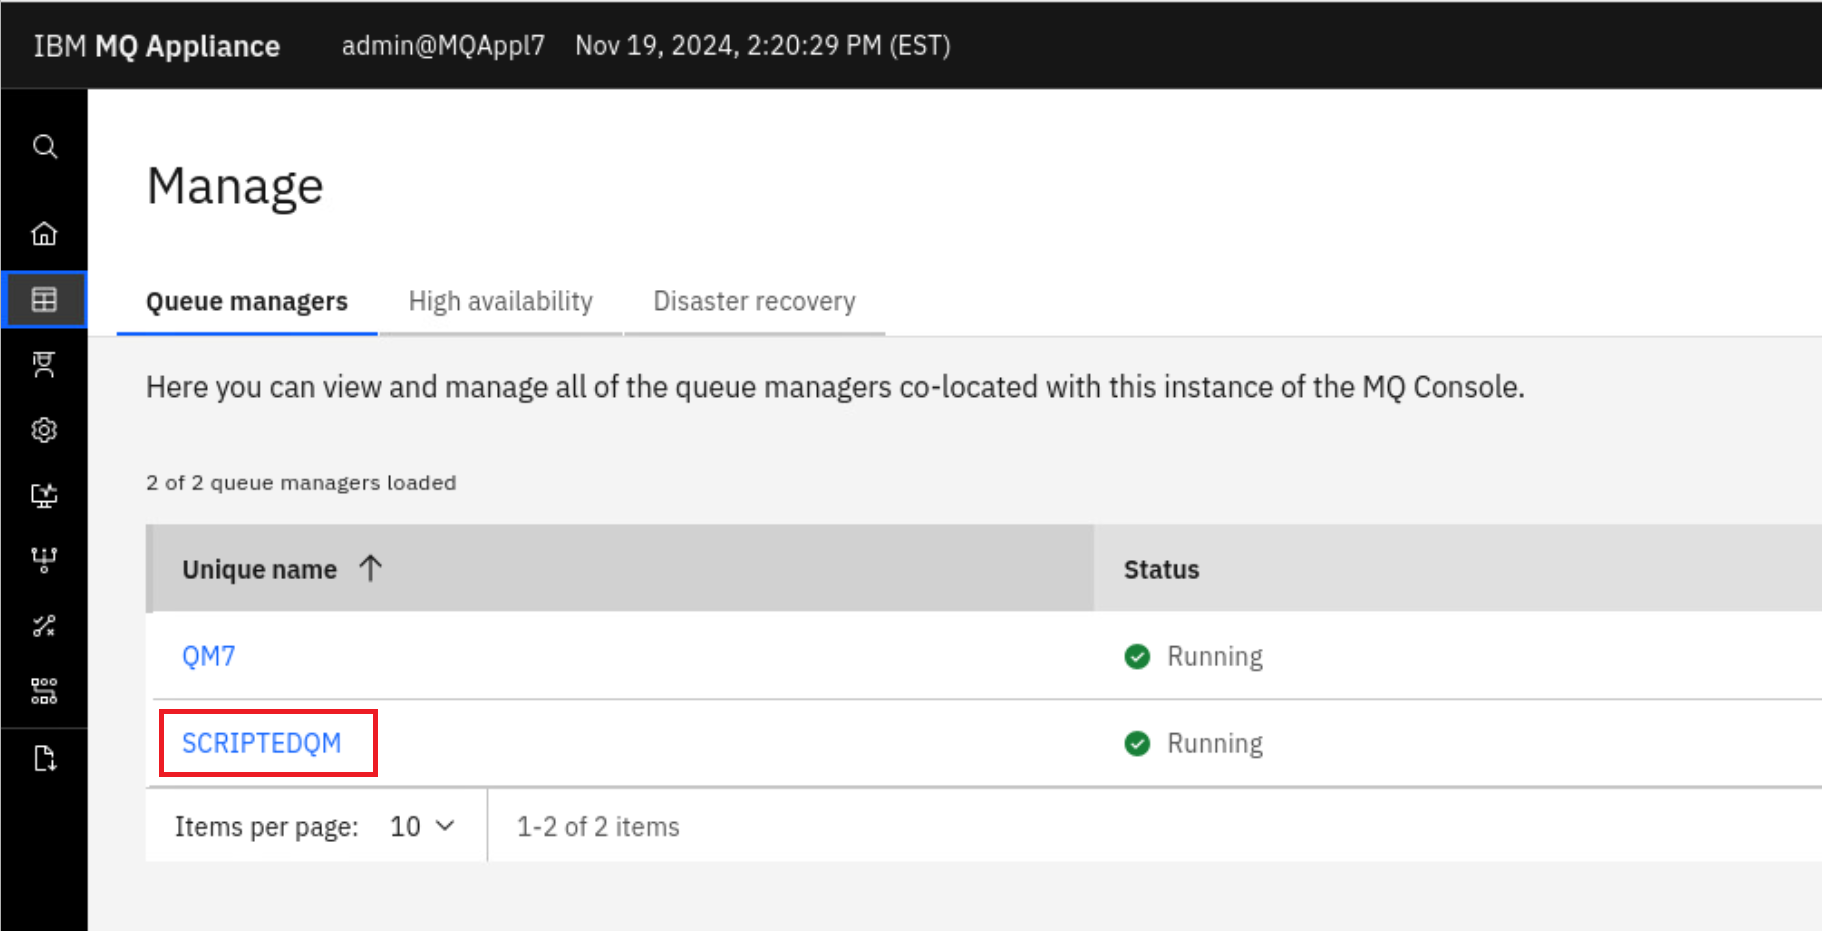 IBM MQ Appliance admin@MQAppl7 Nov 19, 2024, 2:20:29 PM (EST)
Manage
Queue managers High availability Disaster recovery
Here you can view and manage all of the queue managers co-located with this instance of the MQ Console.
2 of 2 queue managers loaded
Unique name Status
QM7 Running
SCRIPTEDQM Running
Items per page: 10 1-2 of 2 items